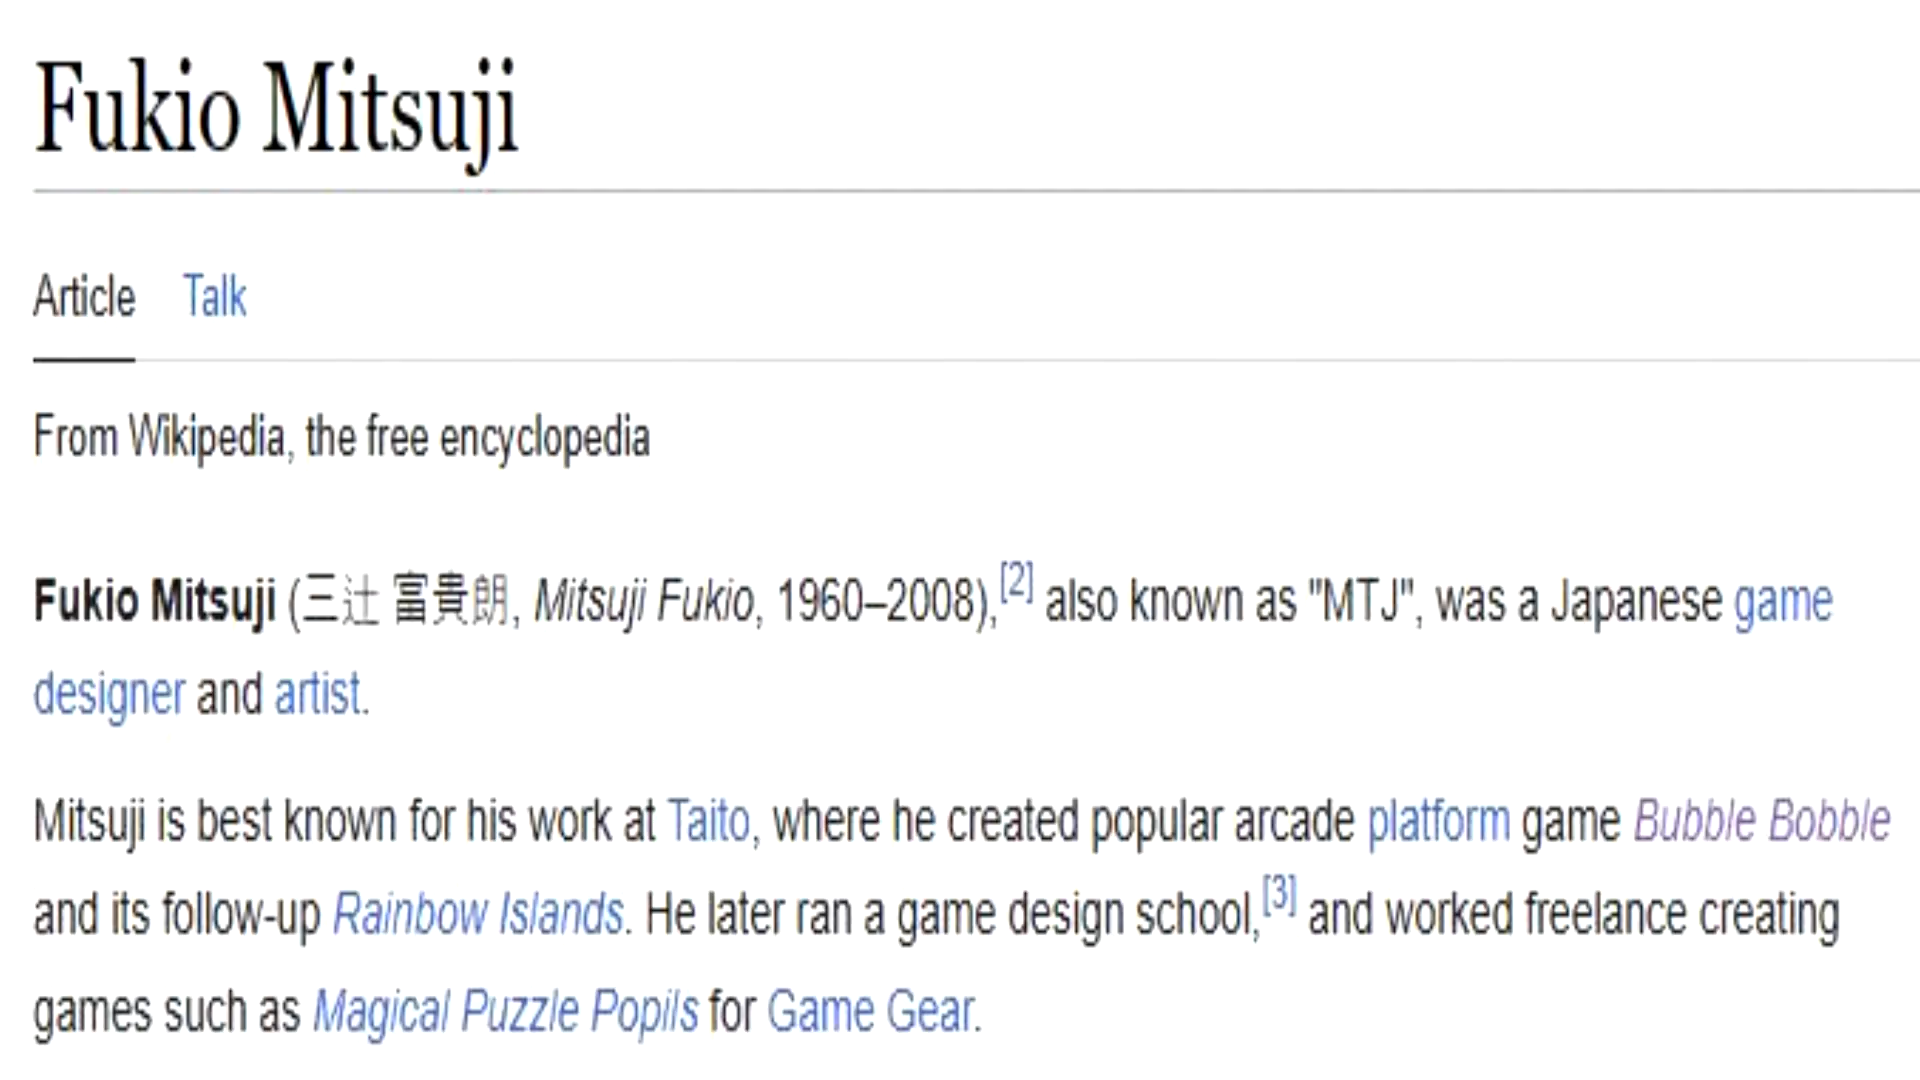 Fukio Mitsuji
Article Talk
From Wikipedia, the free encyclopedia
Fukio Mitsuji (三辻 富貴朗, Mitsuji Fukio, 1960–2008),[2] also known as "MTJ", was a Japanese game
designer and artist.
Mitsuji is best known for his work at Taito, where he created popular arcade platform game Bubble Bobble
and its follow-up Rainbow Islands. He later ran a game design school,[3] and worked freelance creating
games such as Magical Puzzle Popils for Game Gear.